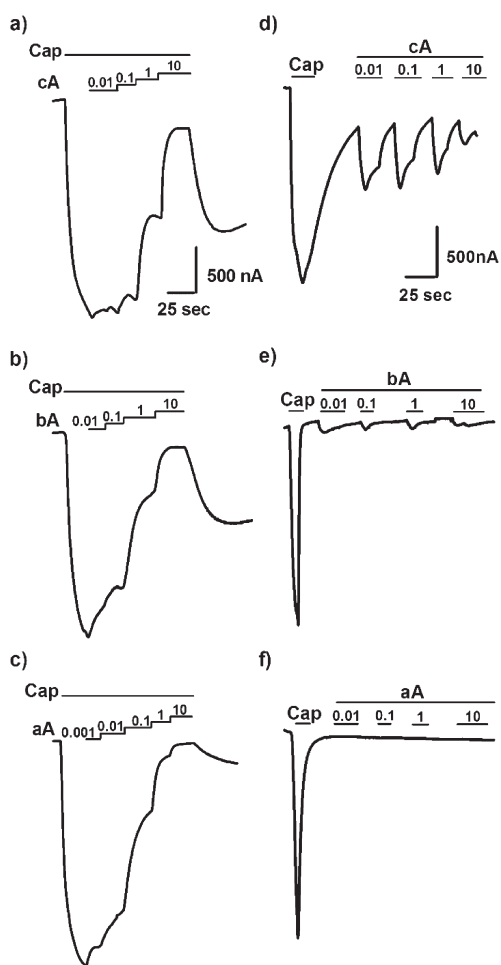 a)
Cap
cA 0.01 0.1 1 10
500 nA
25 sec
b)
Cap
bA 0.01 0.1 1 10
c)
Cap
aA 0.001 0.01 0.1 1 10
d)
cA
Cap 0.01 0.1 1 10
500nA
25 sec
e)
bA
Cap 0.01 0.1 1 10
f)
aA
Cap 0.01 0.1 1 10